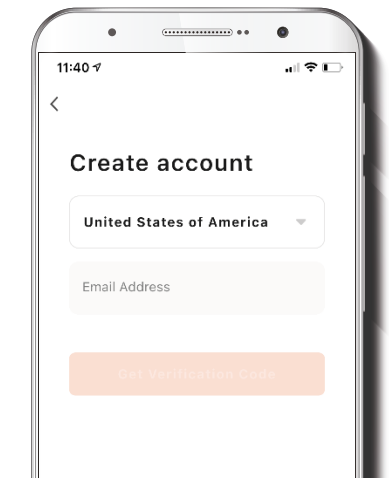 11:40
Create account
United States of America
Email Address
Get Verification Code